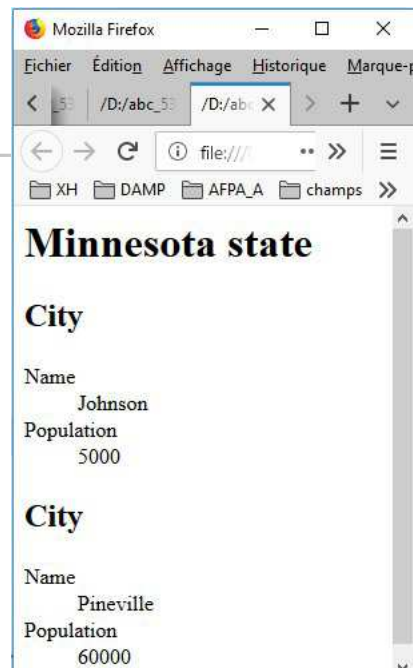 Mozilla Firefox
Fichier Édition Affichage Historique Marque-p
/D:/abc_53 /D:/abc
file:///
XH DAMP AFPA_A champs
Minnesota state
City
Name
Johnson
Population
5000
City
Name
Pineville
Population
60000